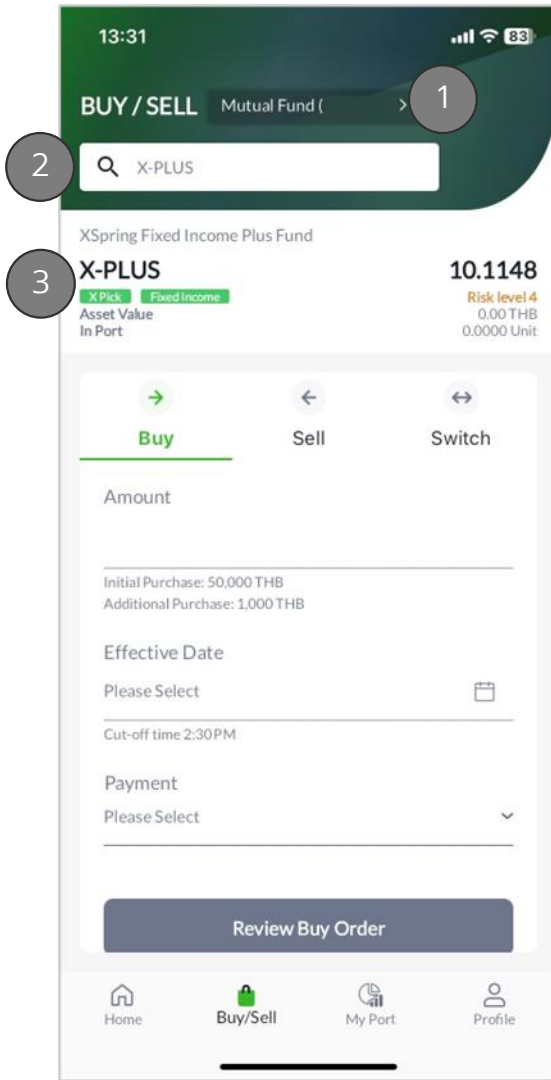 13:31 83
BUY / SELL Mutual Fund ( > 1
2 X-PLUS
XSpring Fixed Income Plus Fund
3 X-PLUS 10.1148
X Pick Fixed Income Risk level 4
Asset Value 0.00 THB
In Port 0.0000 Unit
Buy Sell Switch
Amount
Initial Purchase: 50,000 THB
Additional Purchase: 1,000 THB
Effective Date
Please Select
Cut-off time 2:30 PM
Payment
Please Select
Review Buy Order
Home Buy/Sell My Port Profile